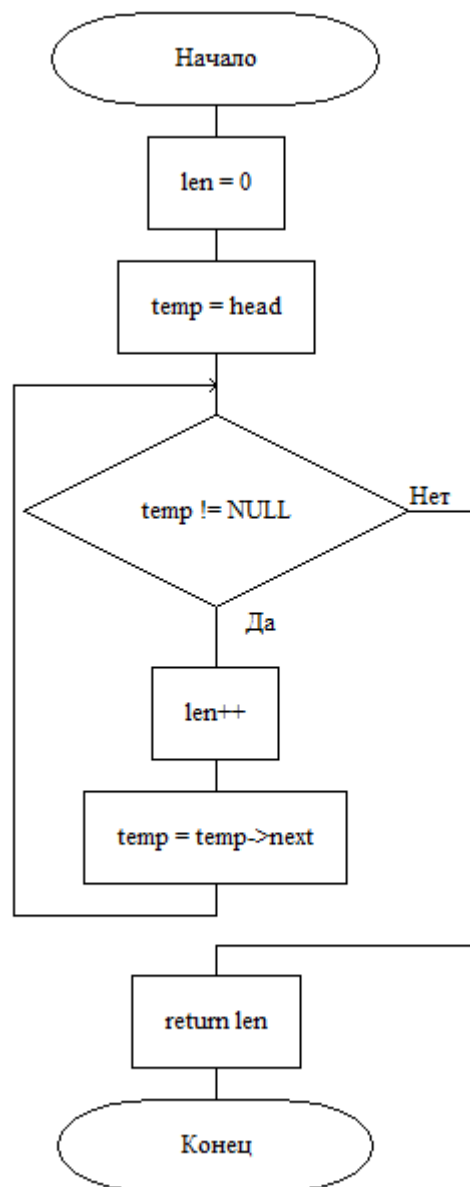 Начало
len = 0
temp = head
temp != NULL
Нет
Да
len++
temp = temp->next
return len
Конец